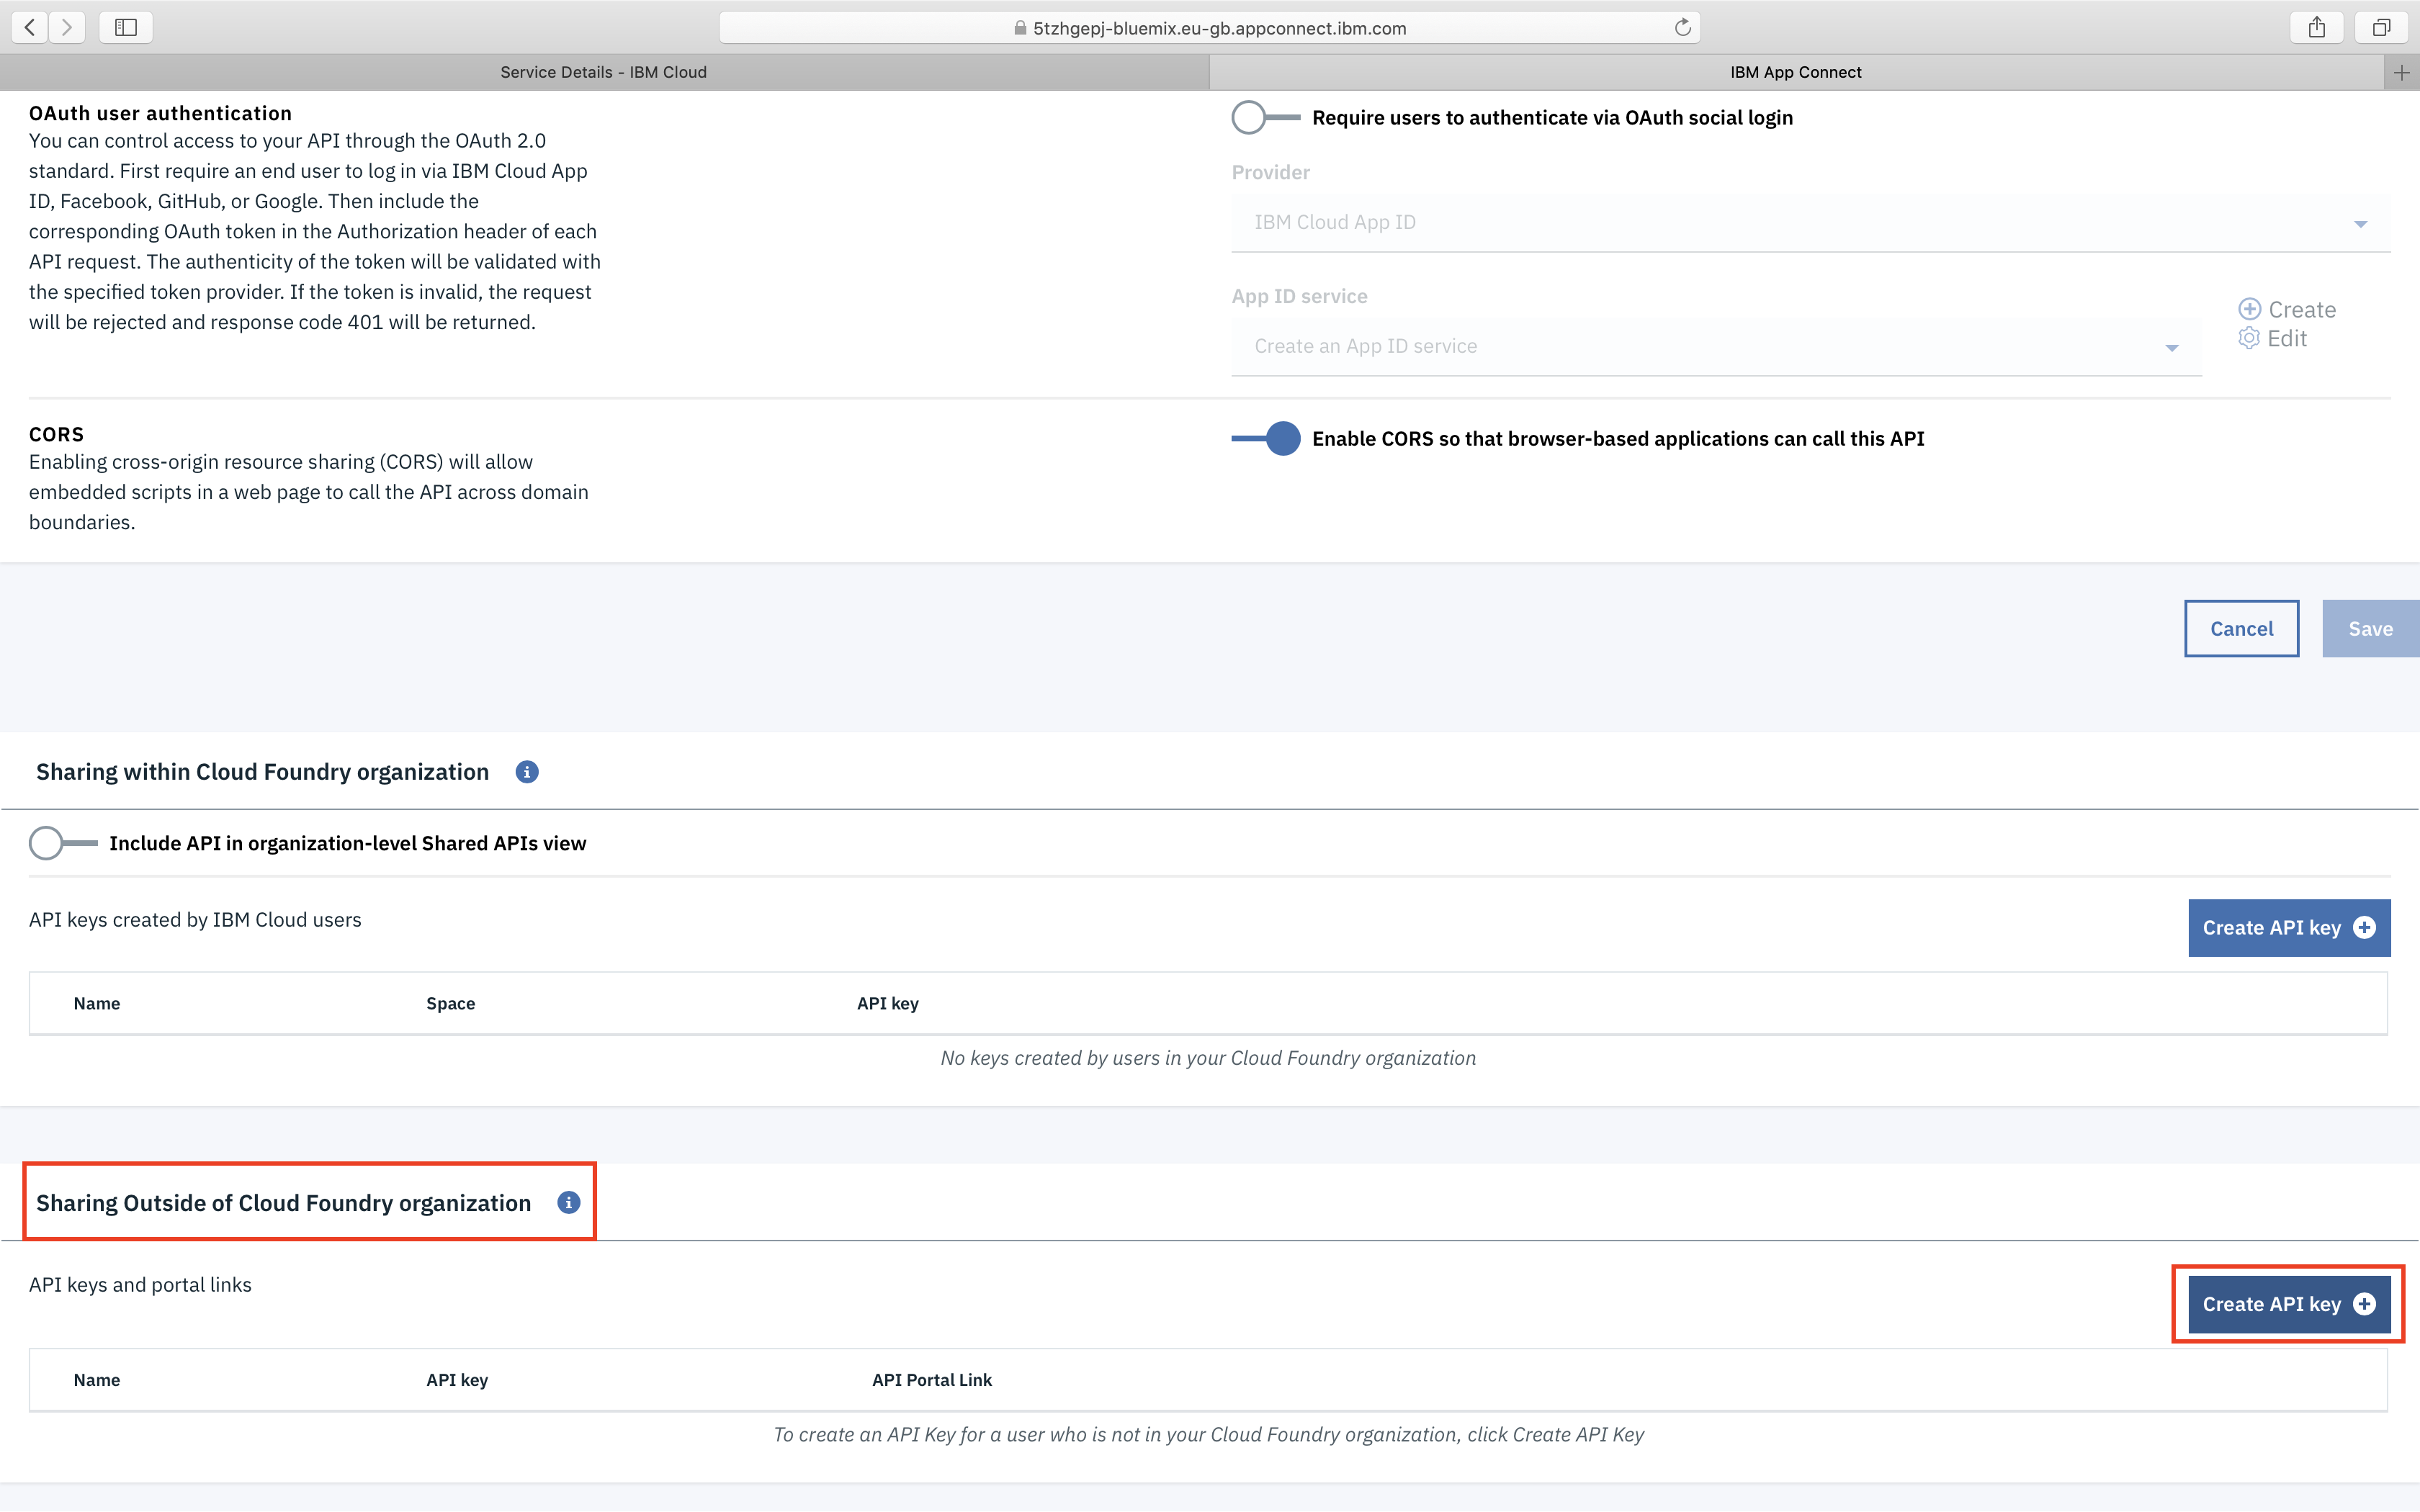 5tzhgepj-bluemix.eu-gb.appconnect.ibm.com
Service Details - IBM Cloud
IBM App Connect
OAuth user authentication
You can control access to your API through the OAuth 2.0
standard. First require an end user to log in via IBM Cloud App
ID, Facebook, GitHub, or Google. Then include the
corresponding OAuth token in the Authorization header of each
API request. The authenticity of the token will be validated with
the specified token provider. If the token is invalid, the request
will be rejected and response code 401 will be returned.
Require users to authenticate via OAuth social login
Provider
IBM Cloud App ID
App ID service
Create an App ID service
Create
Edit
CORS
Enabling cross-origin resource sharing (CORS) will allow
embedded scripts in a web page to call the API across domain
boundaries.
Enable CORS so that browser-based applications can call this API
Cancel
Save
Sharing within Cloud Foundry organization
Include API in organization-level Shared APIs view
API keys created by IBM Cloud users
Create API key
Name Space API key
No keys created by users in your Cloud Foundry organization
Sharing Outside of Cloud Foundry organization
API keys and portal links
Create API key
Name API key API Portal Link
To create an API Key for a user who is not in your Cloud Foundry organization, click Create API Key